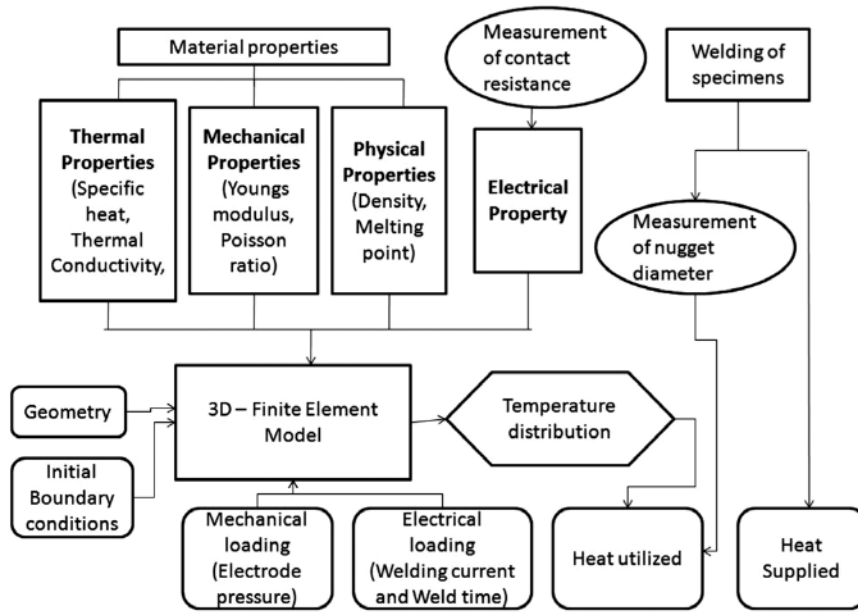 Material properties
Measurement
of contact
resistance
Welding of
specimens
Thermal
Properties
(Specific
heat,
Thermal
Conductivity,
Mechanical
Properties
(Youngs
modulus,
Poisson
ratio)
Physical
Properties
(Density,
Melting
point)
Electrical
Property
Measurement
of nugget
diameter
Geometry
3D – Finite Element
Model
Temperature
distribution
Initial
Boundary
conditions
Mechanical
loading
(Electrode
pressure)
Electrical
loading
(Welding current
and Weld time)
Heat utilized
Heat
Supplied